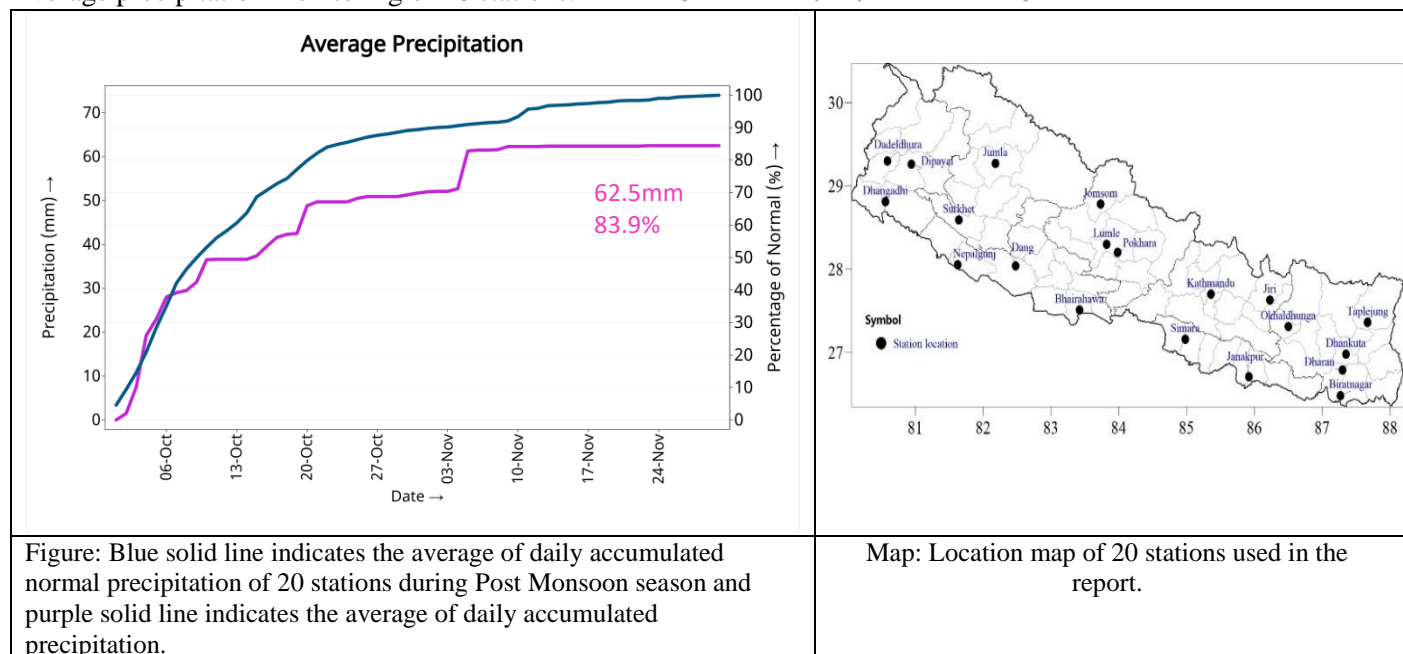 Average Precipitation
Precipitation (mm) →
70
60
50
40
30
20
10
0
62.5mm
83.9%
100
90
80
70
60
50
40
30
20
10
0
Percentage of Normal (%) →
06-Oct
13-Oct
20-Oct
27-Oct
03-Nov
10-Nov
17-Nov
24-Nov
Date →
30
29
28
27
Dadeldhura
Dipayal
Jumla
Dhangadhi
Surkhet
Jomsom
Lumle
Pokhara
Nepalgonj
Dang
Bhairahawa
Kathmandu
Jiri
Okhaldhunga
Taplejung
Simara
Dhankuta
Janakpur
Dharan
Biratnagar
Symbol
Station location
81 82 83 84 85 86 87 88
Figure: Blue solid line indicates the average of daily accumulated
normal precipitation of 20 stations during Post Monsoon season and
purple solid line indicates the average of daily accumulated
precipitation.
Map: Location map of 20 stations used in the
report.